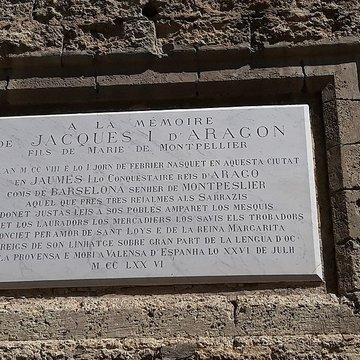 A LA MÉMOIRE
DE JACQUES I D'ARAGON
FILS DE MARIE DE MONTPELLIER
AN M CC VIII E LO I JORN DE FEBRIER NASQUET EN AQUESTA CIUTAT
EN JAUMES I LO CONQUESTAIRE REIS D'ARAGO
COMS DE BARSELONA SENHER DE MONTPESLIER
AQUEL QUE PRES TRES REIALMES ALS SARRAZIS
DONET JUSTAS LEIS A SOS POBLES AMPARET LOS MESQUIS
ET LOS LAURADORS LOS MERCADIERS LOS SAVIS ELS TROBADORS
PER AMOR DE SANT LOYS E DE LA REINA MARGARITA
REIGS DE SON LINHATGE SOBRE GRAN PART DE LA LENGUA D'OC
LA PROVENSA E MORI A VALENSA D'ESPANHA LO XXVI DE JULH
M CC LXX VI